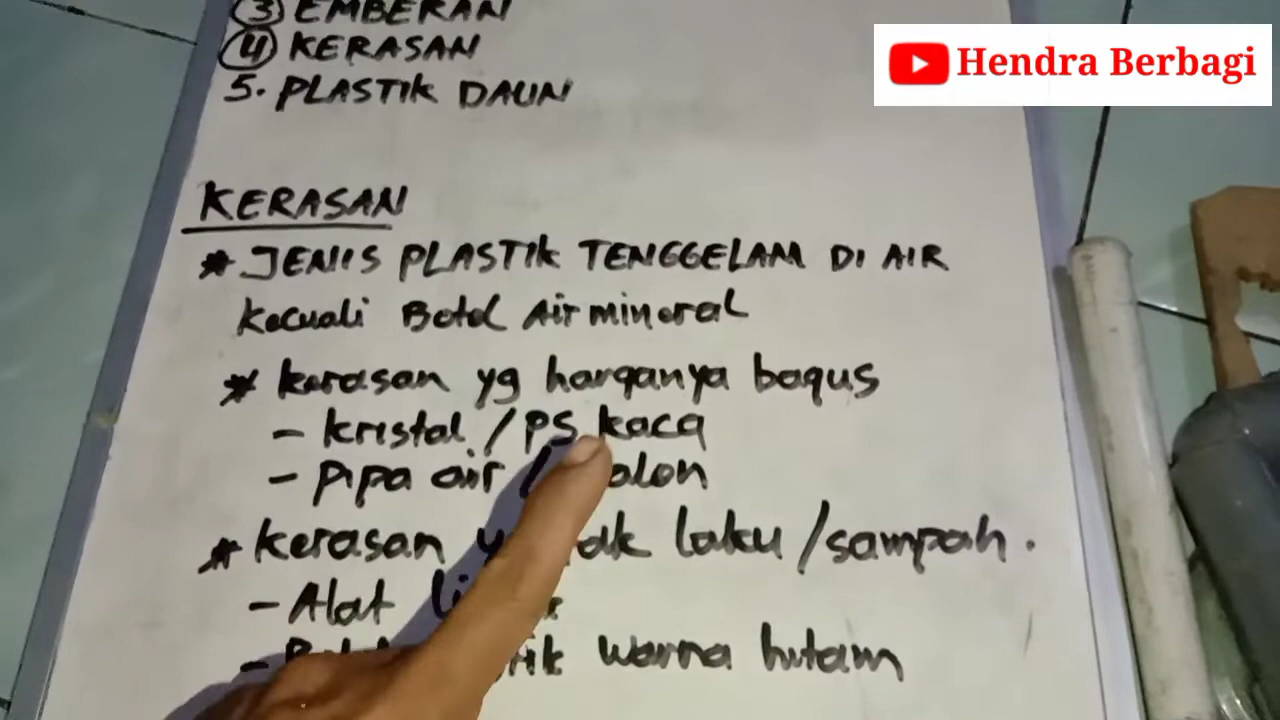 ③ EMBERAN
④ KERASAN
5. PLASTIK DAUN
Hendra Berbagi
KERASAN
* JENIS PLASTIK TENGGELAM DI AIR
Kecuali Botol Air mineral
* kerasan yg harganya bagus
- kristal / PS kaca
- pipa air /
* kerasan laku / sampah.
- Alat
- warna hitam